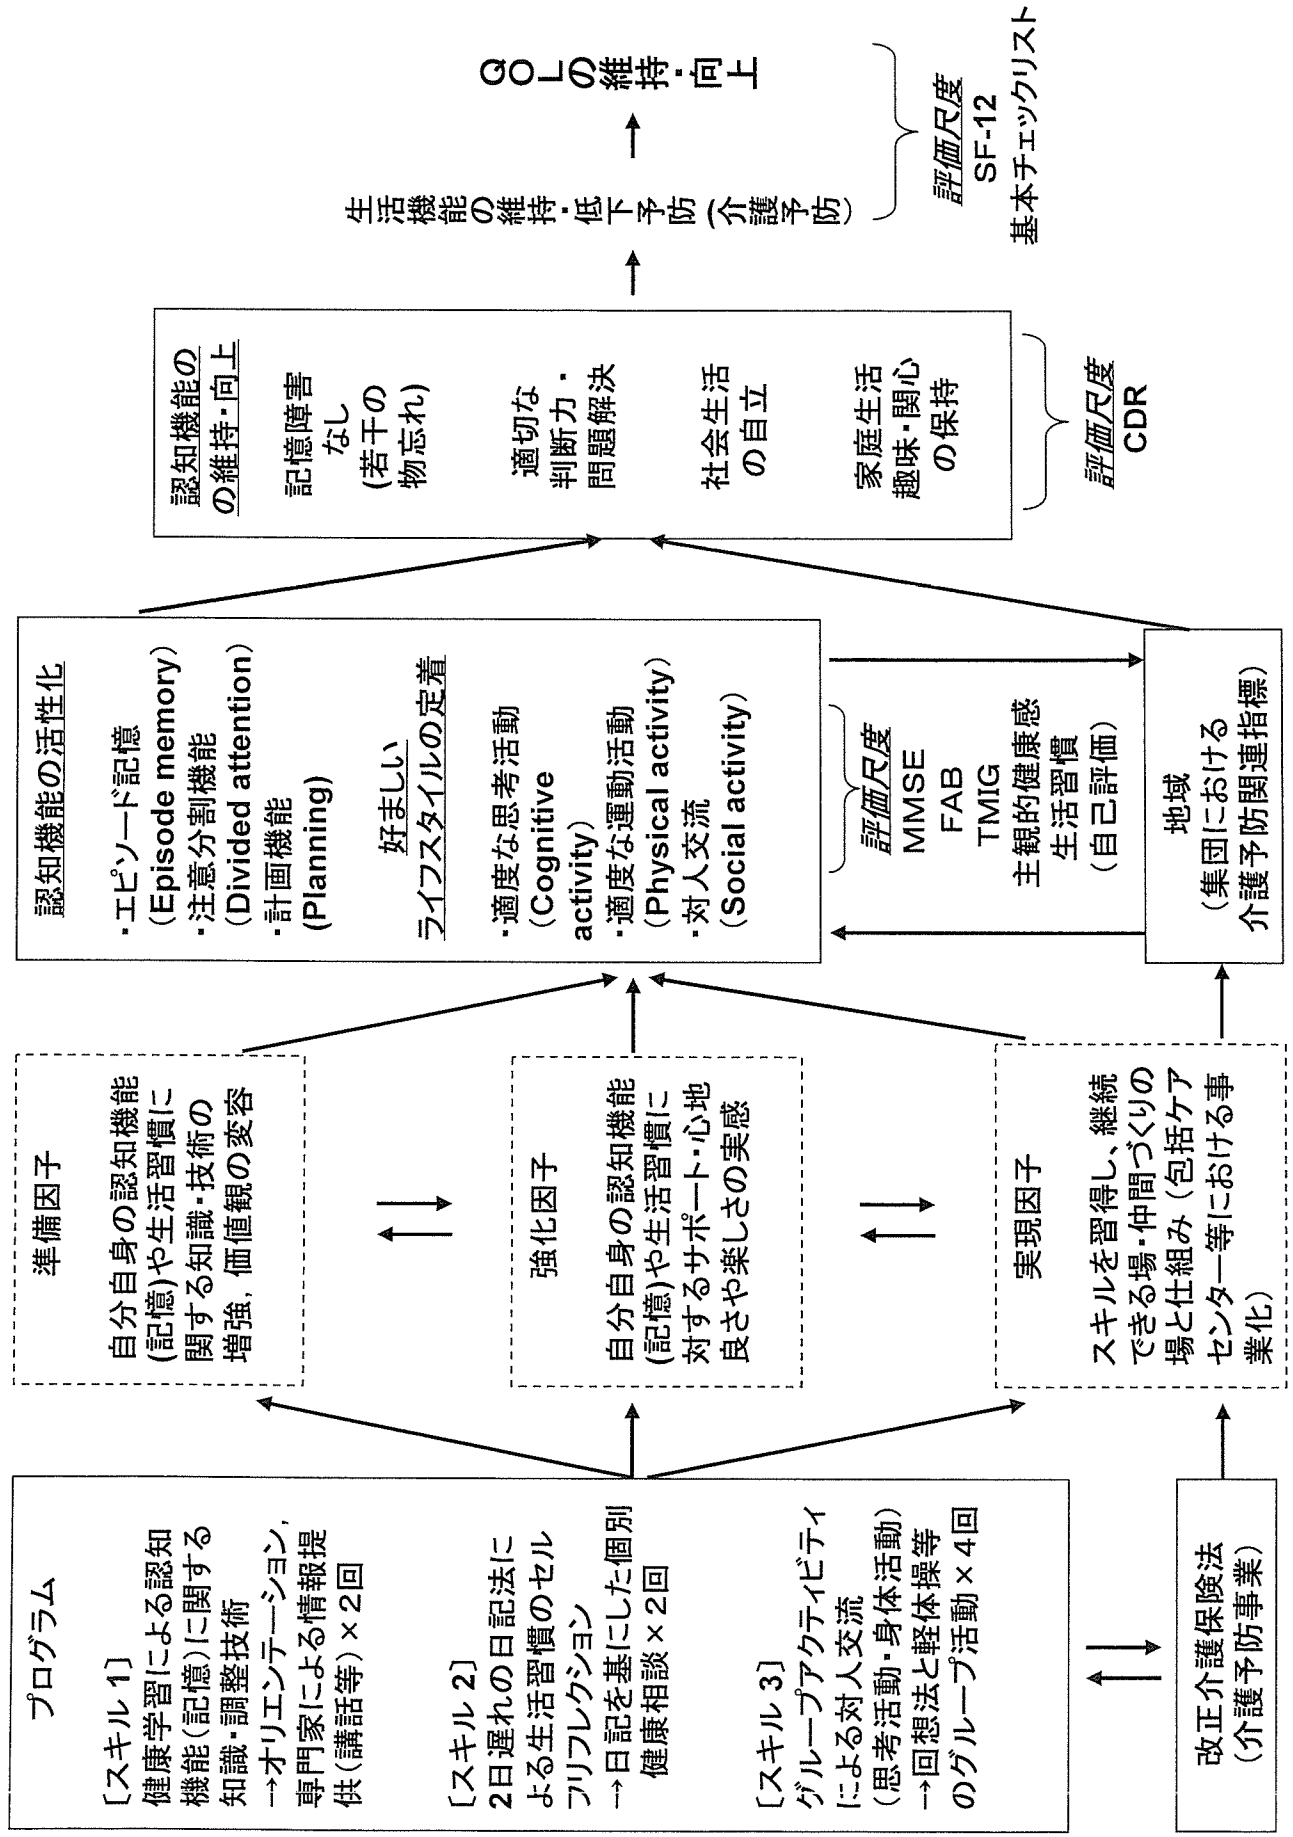 プログラム
［スキル 1］
健康学習による認知
機能（記憶）に関する
知識・調整技術
→オリエンテーション，
専門家による情報提
供（講話等）×２回
［スキル 2］
2日遅れの日記法に
よる生活習慣のセル
フリフレクション
→日記を基にした個別
健康相談×２回
［スキル 3］
グループアクティビティ
による対人交流
（思考活動・身体活動）
→回想法と軽体操等
のグループ活動×４回
改正介護保険法
（介護予防事業）
準備因子
自分自身の認知機能
（記憶）や生活習慣に
関する知識・技術の
増強，価値観の変容
強化因子
自分自身の認知機能
（記憶）や生活習慣に
対するサポート・心地
良さや楽しさの実感
実現因子
スキルを習得し、継続
できる場・仲間づくりの
場と仕組み（包括ケア
センター等における事
業化）
認知機能の活性化
・エピソード記憶
（Episode memory）
・注意分割機能
（Divided attention）
・計画機能
(Planning)
好ましい
ライフスタイルの定着
・適度な思考活動
（Cognitive
activity）
・適度な運動活動
（Physical activity）
・対人交流
（Social activity）
評価尺度
MMSE
FAB
TMIG
主観的健康感
生活習慣
（自己評価）
地域
（集団における
介護予防関連指標）
認知機能の
の維持・向上
記憶障害
なし
（若干の
物忘れ）
適切な
判断力・
問題解決
社会生活
の自立
家庭生活
趣味・関心
の保持
評価尺度
CDR
生活機能の維持・低下予防（介護予防）
QOLの維持・向上
評価尺度
SF-12
基本チェックリスト